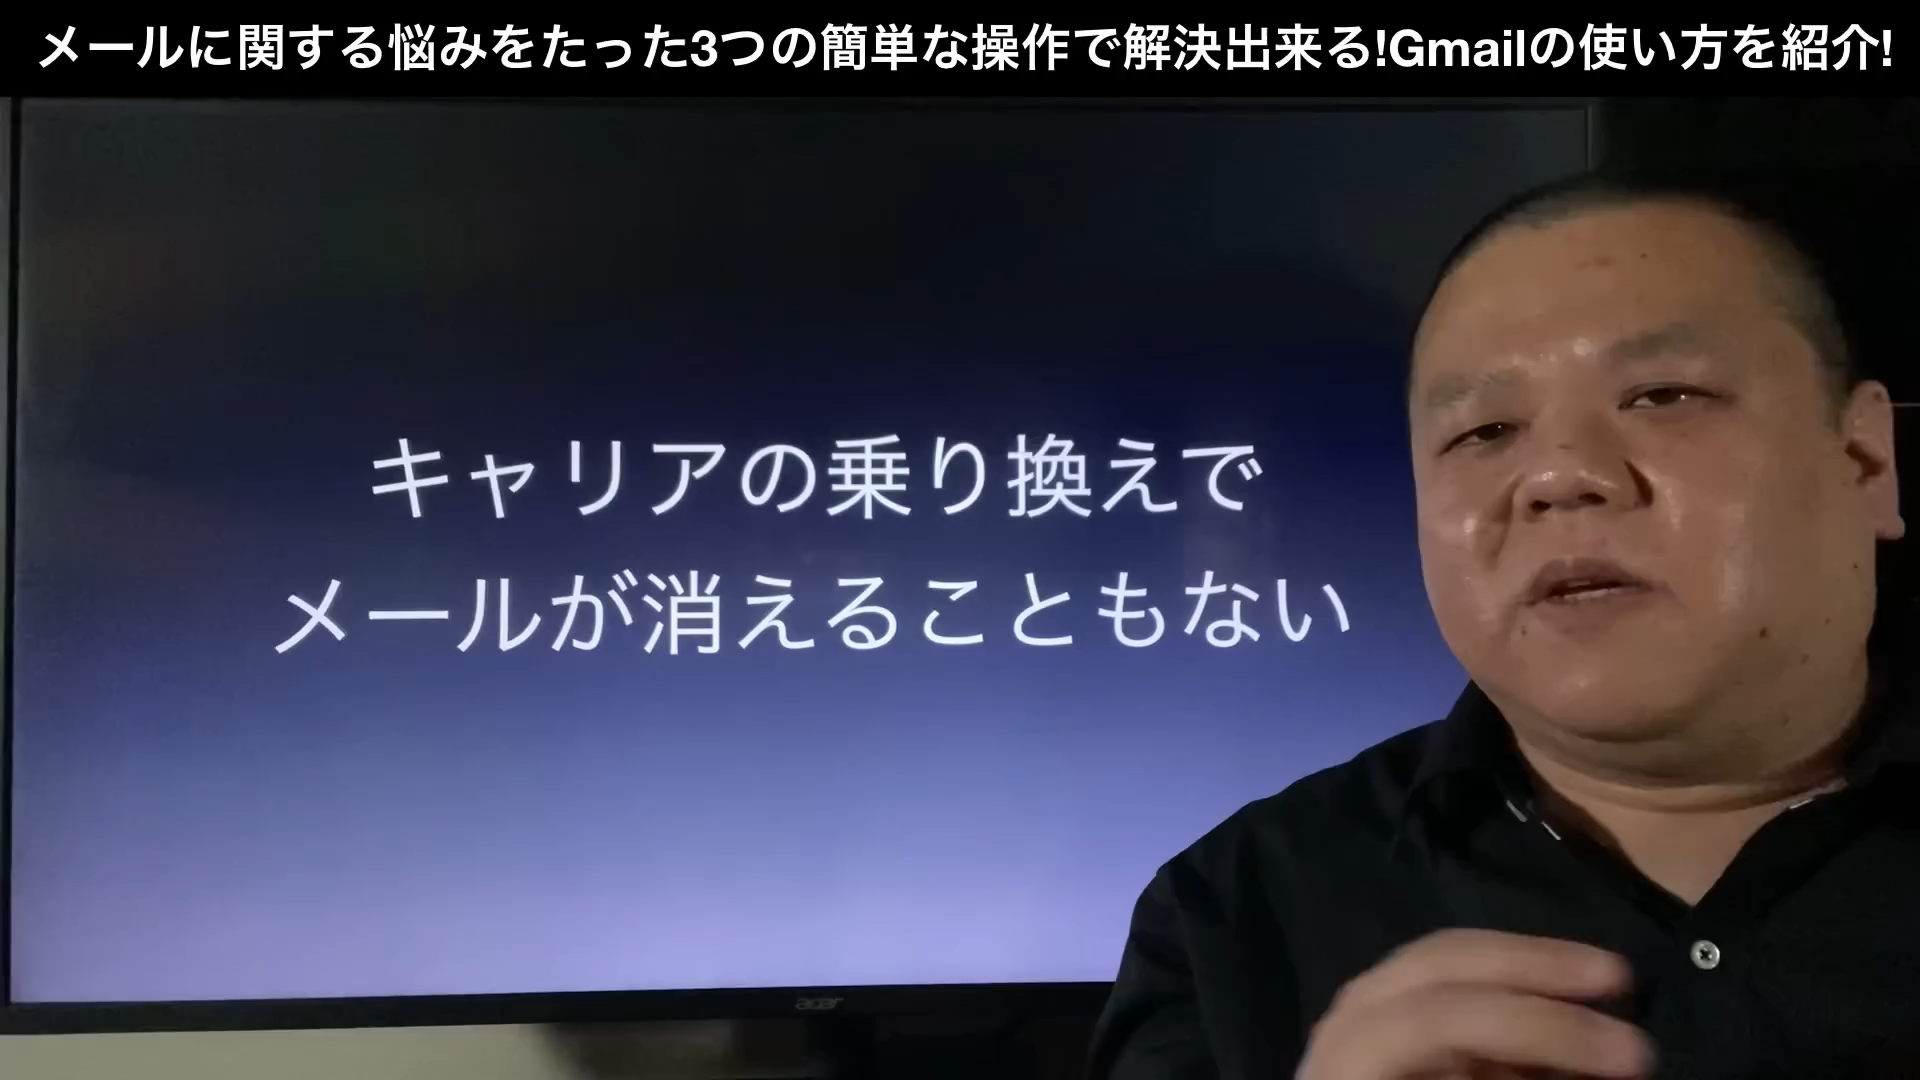 メールに関する悩みをたった3つの簡単な操作で解決出来る!Gmailの使い方を紹介!
キャリアの乗り換えで
メールが消えることもない
acer